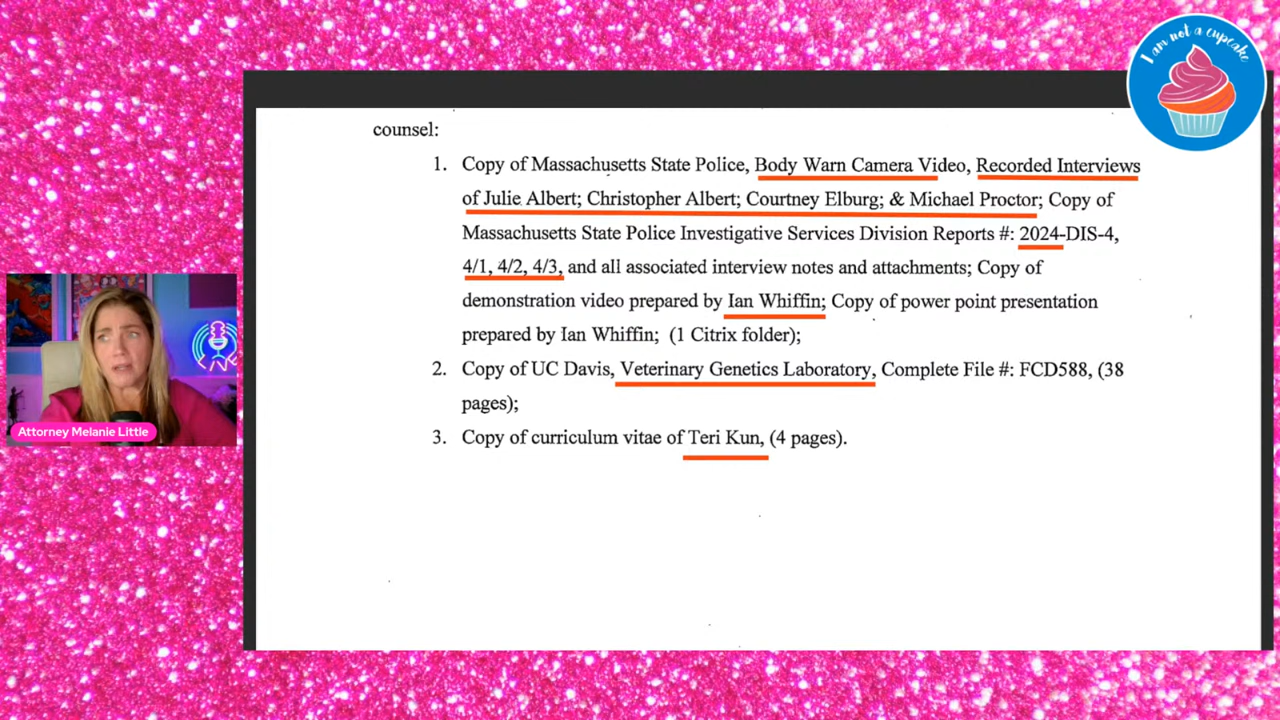 I am not a cupcake
counsel:
1. Copy of Massachusetts State Police, Body Warn Camera Video, Recorded Interviews
of Julie Albert; Christopher Albert; Courtney Elburg; & Michael Proctor; Copy of
Massachusetts State Police Investigative Services Division Reports #: 2024-DIS-4,
4/1, 4/2, 4/3, and all associated interview notes and attachments; Copy of
demonstration video prepared by Ian Whiffin; Copy of power point presentation
prepared by Ian Whiffin; (1 Citrix folder);
2. Copy of UC Davis, Veterinary Genetics Laboratory, Complete File #: FCD588, (38
pages);
3. Copy of curriculum vitae of Teri Kun, (4 pages).
Attorney Melanie Little